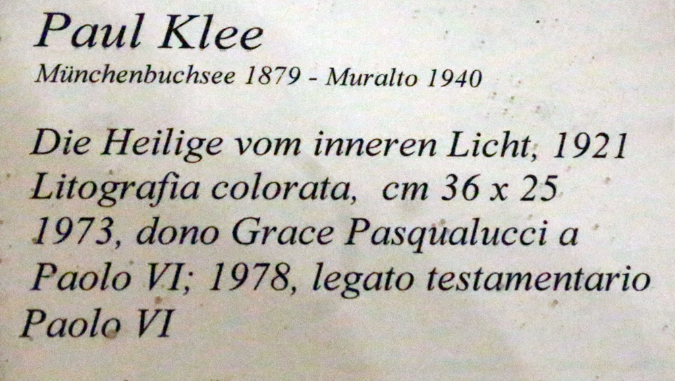 Paul Klee
Münchenbuchsee 1879 - Muralto 1940
Die Heilige vom inneren Licht, 1921
Litografia colorata, cm 36 x 25
1973, dono Grace Pasqualucci a
Paolo VI; 1978, legato testamentario
Paolo VI